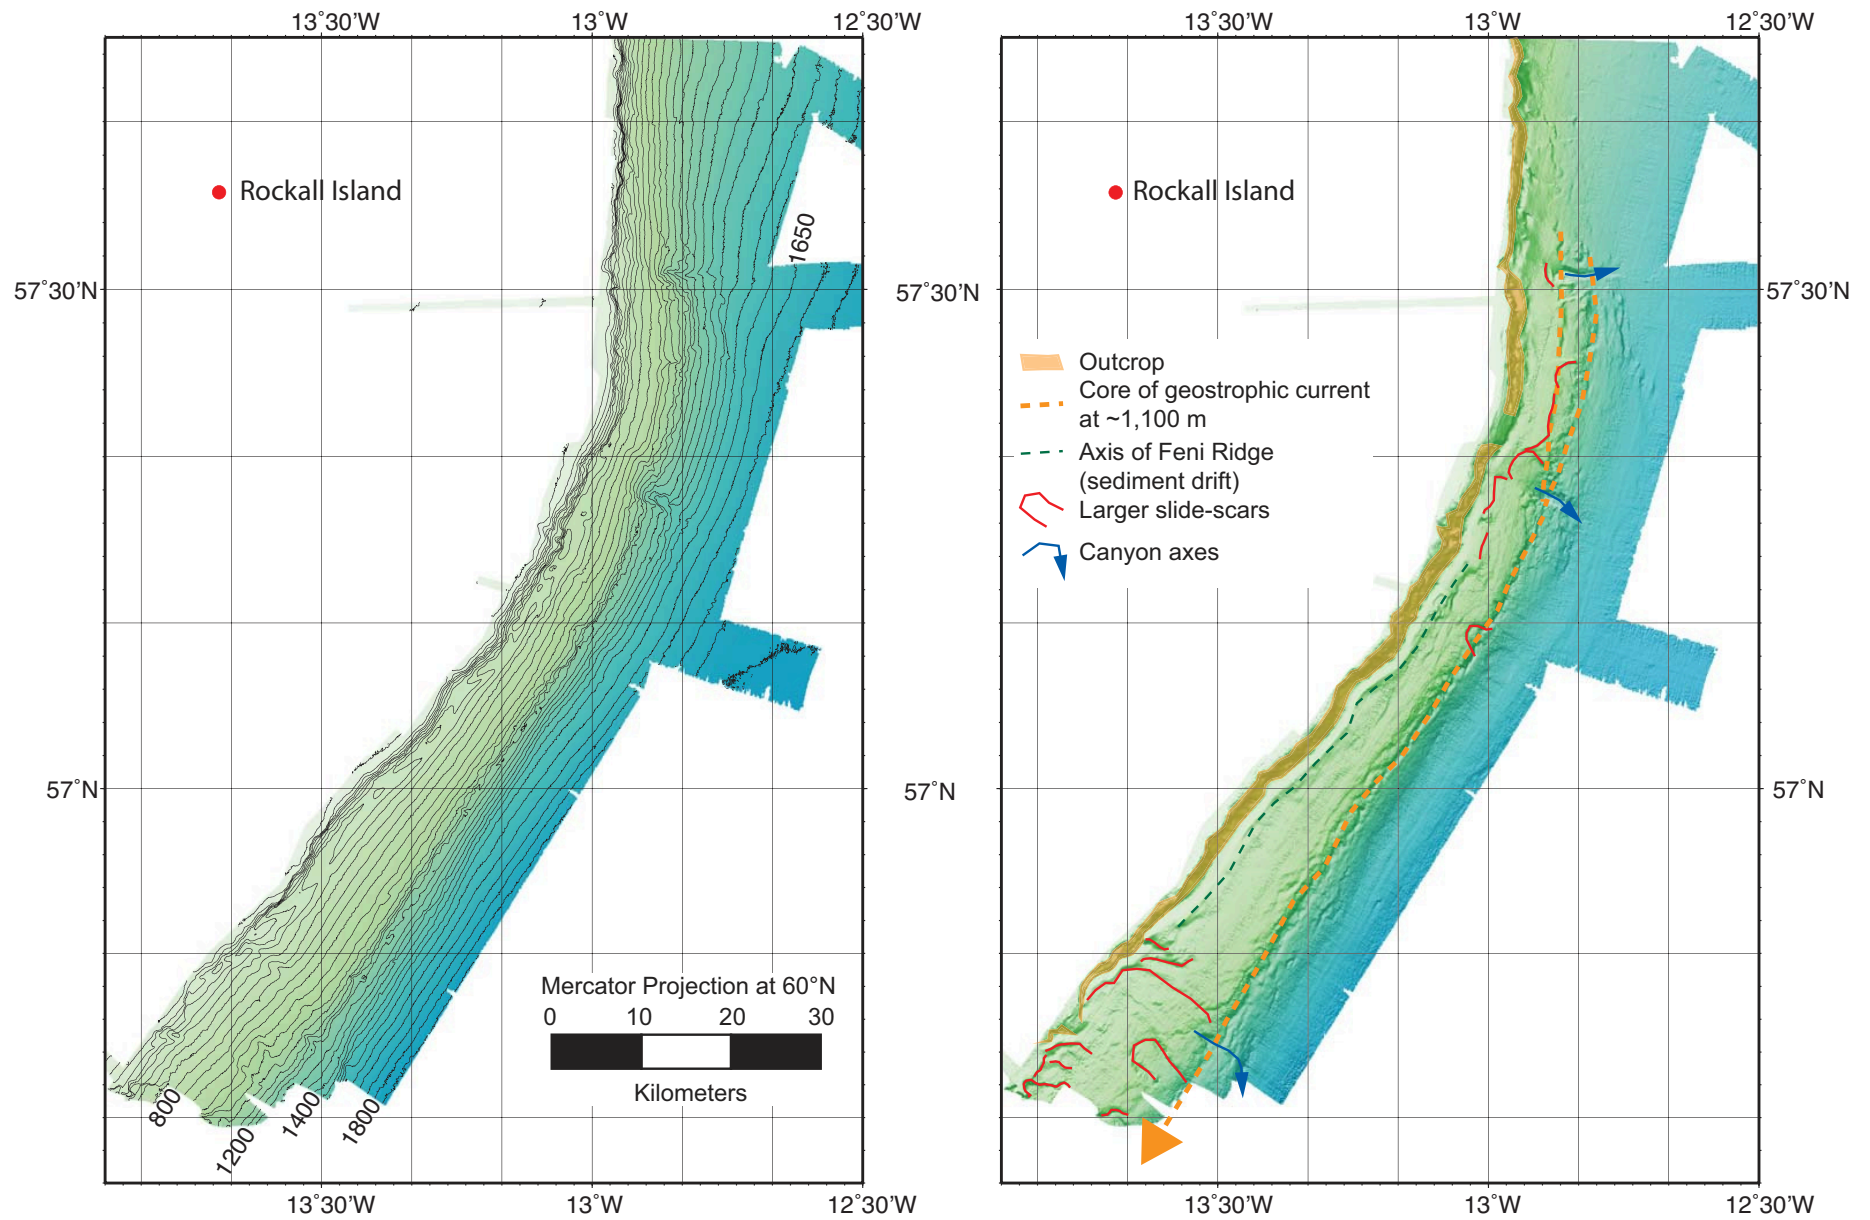 13˚30'W
13˚W
12˚30'W
13˚30'W
13˚W
12˚30'W
Rockall Island
Rockall Island
1650
57˚30'N
57˚30'N
57˚30'N
Outcrop
Core of geostrophic current
at ~1,100 m
Axis of Feni Ridge
(sediment drift)
Larger slide-scars
Canyon axes
57˚N
57˚N
57˚N
Mercator Projection at 60°N
0 10 20 30
Kilometers
800
1200
1400
1800
13˚30'W
13˚W
12˚30'W
13˚30'W
13˚W
12˚30'W